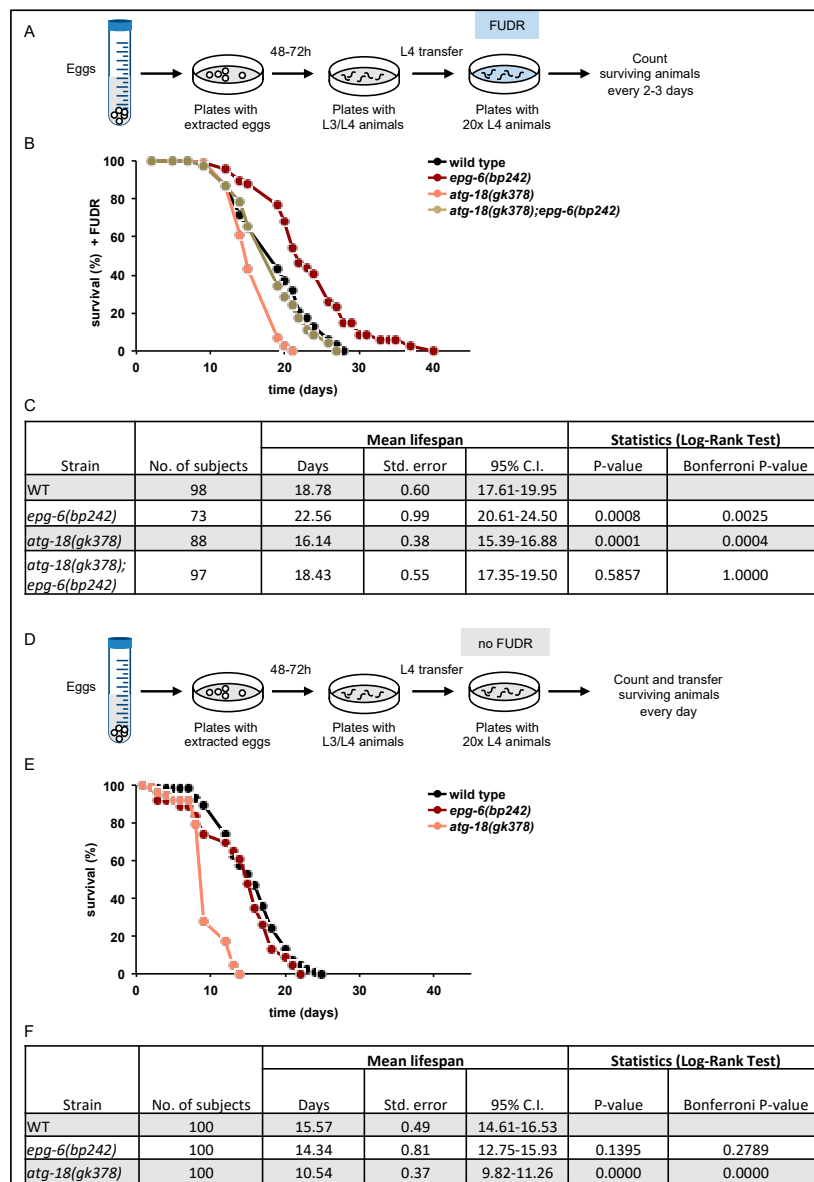 A
FUDR
48-72h
L4 transfer
Eggs
Count
surviving animals
every 2-3 days
Plates with
extracted eggs
Plates with
L3/L4 animals
Plates with
20x L4 animals
B
wild type
epg-6(bp242)
atg-18(gk378)
atg-18(gk378);epg-6(bp242)
survival (%) + FUDR
100
80
60
40
20
0
0 10 20 30 40
time (days)
C
Mean lifespan Statistics (Log-Rank Test)
Strain No. of subjects Days Std. error 95% C.I. P-value Bonferroni P-value
WT 98 18.78 0.60 17.61-19.95
epg-6(bp242) 73 22.56 0.99 20.61-24.50 0.0008 0.0025
atg-18(gk378) 88 16.14 0.38 15.39-16.88 0.0001 0.0004
atg-18(gk378);
epg-6(bp242) 97 18.43 0.55 17.35-19.50 0.5857 1.0000
D
no FUDR
48-72h
L4 transfer
Eggs
Count and transfer
surviving animals
every day
Plates with
extracted eggs
Plates with
L3/L4 animals
Plates with
20x L4 animals
E
wild type
epg-6(bp242)
atg-18(gk378)
survival (%)
100
80
60
40
20
0
0 10 20 30 40
time (days)
F
Mean lifespan Statistics (Log-Rank Test)
Strain No. of subjects Days Std. error 95% C.I. P-value Bonferroni P-value
WT 100 15.57 0.49 14.61-16.53
epg-6(bp242) 100 14.34 0.81 12.75-15.93 0.1395 0.2789
atg-18(gk378) 100 10.54 0.37 9.82-11.26 0.0000 0.0000